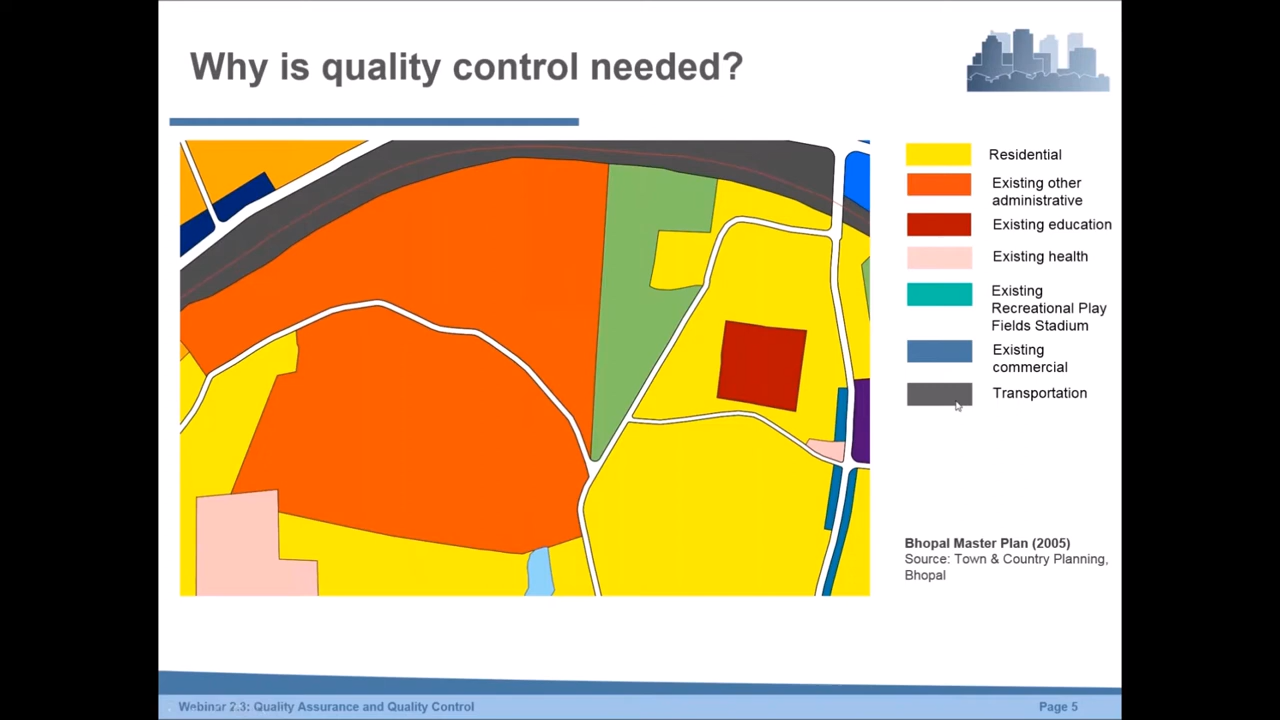 Why is quality control needed?
Residential
Existing other
administrative
Existing education
Existing health
Existing
Recreational Play
Fields Stadium
Existing
commercial
Transportation
Bhopal Master Plan (2005)
Source: Town & Country Planning,
Bhopal
Webinar 2.3: Quality Assurance and Quality Control
Page 5